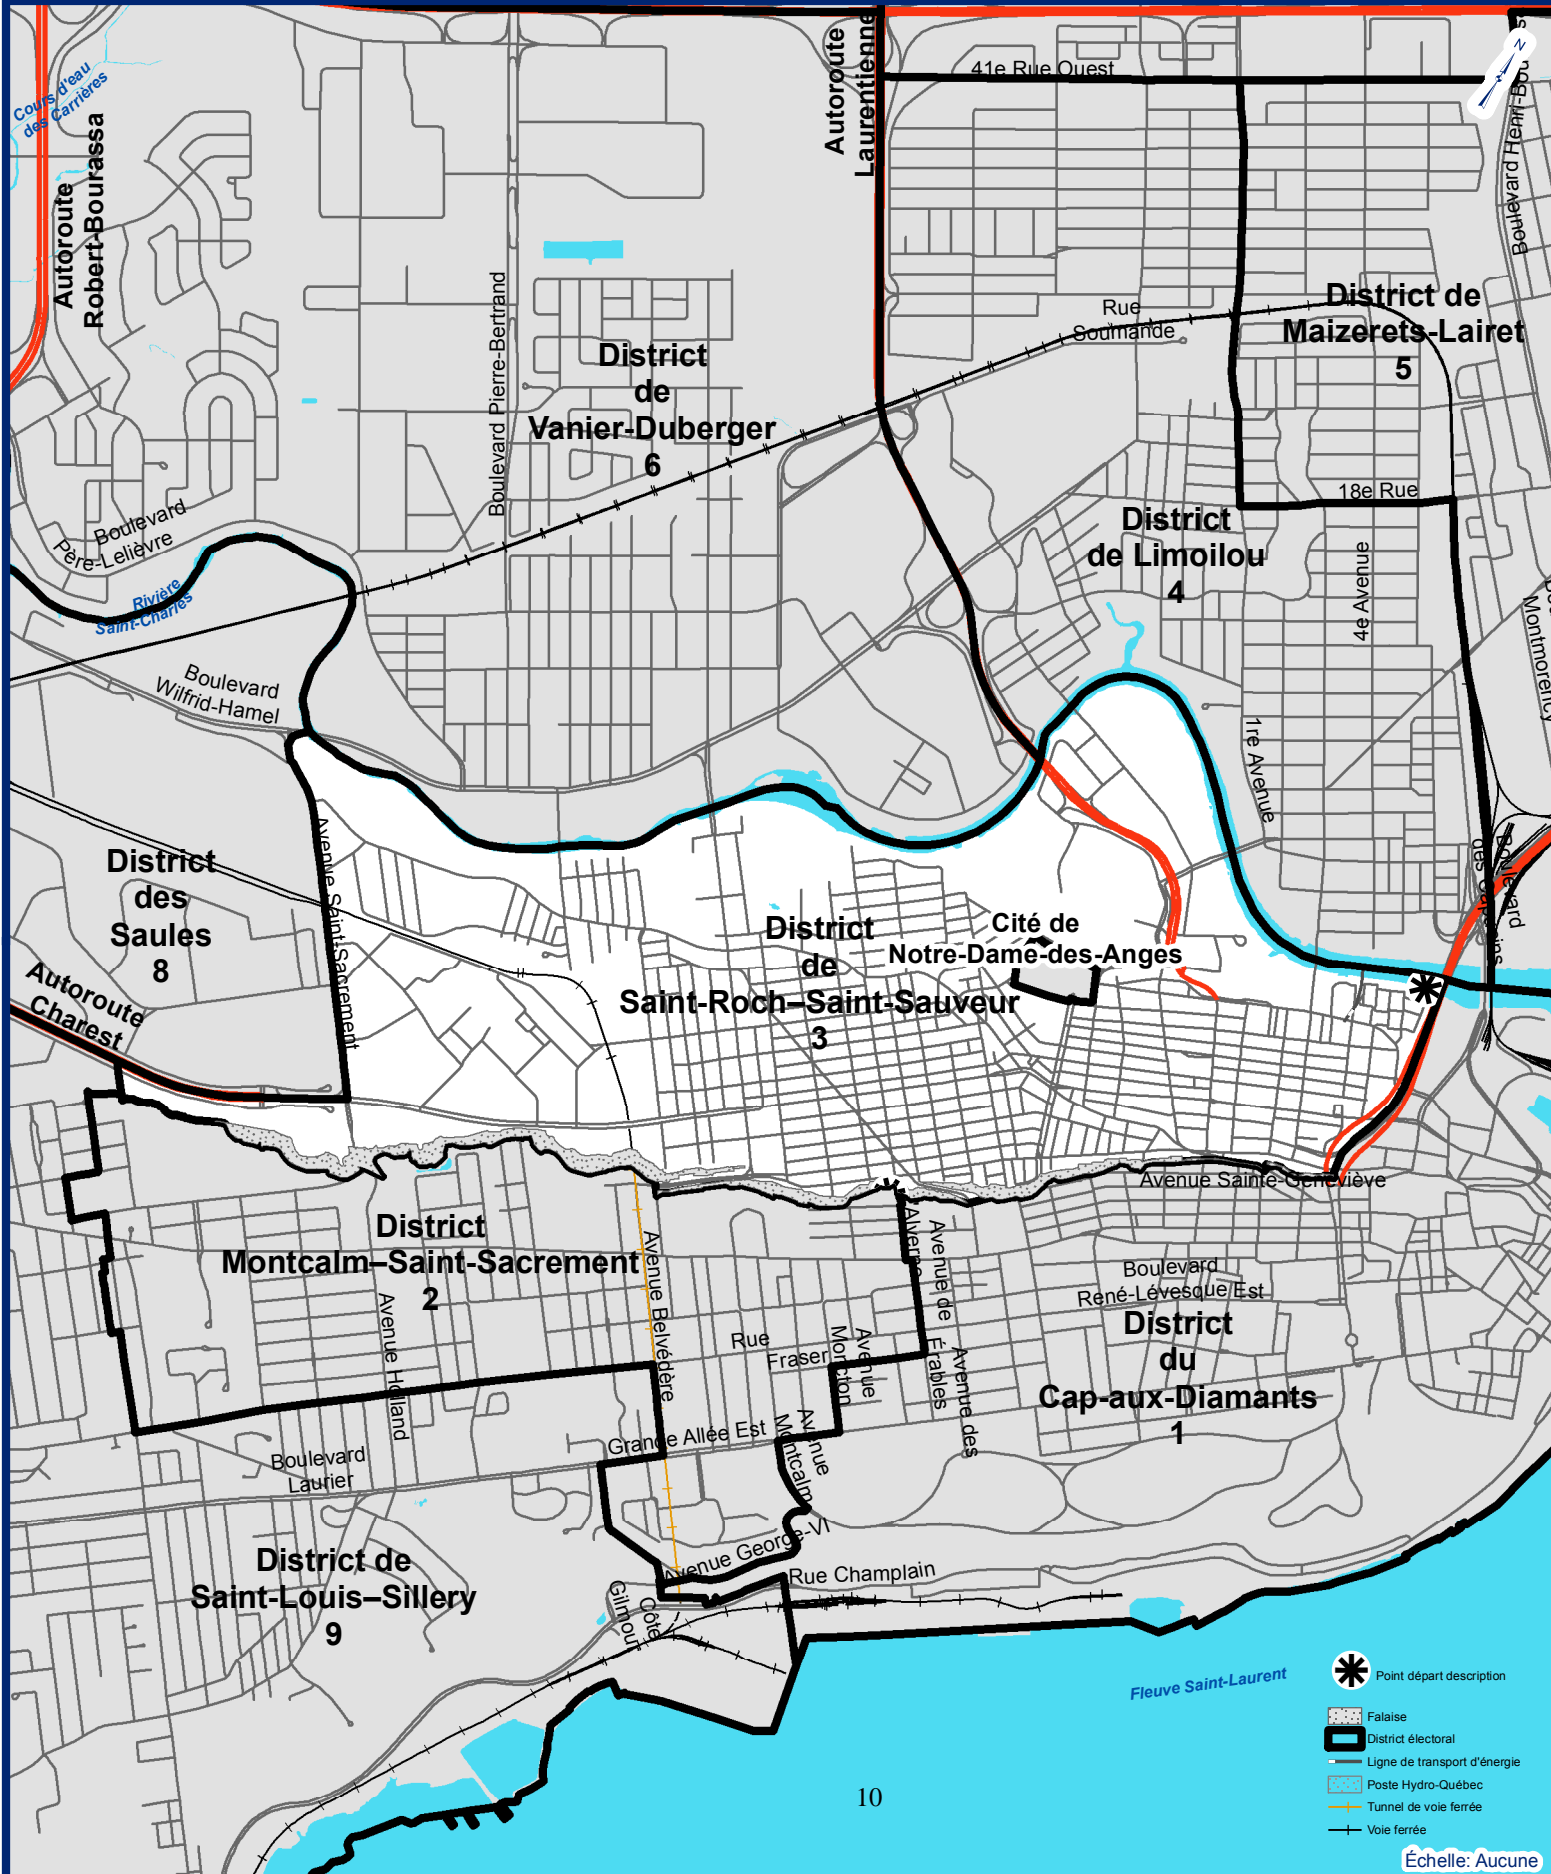 Cours d'eau
des Carrières
Autoroute
Robert-Bourassa
Autoroute
Laurentienne
41e Rue Ouest
N
Boulevard Henri-Bou
Boulevard Pierre-Bertrand
District
de
Vanier-Duberger
6
Rue
Soumande
District de
Maizerets-Lairet
5
18e Rue
District
de Limoilou
4
4e Avenue
1re Avenue
Montmorency
Boulevard
Père-Lelièvre
Rivière
Saint-Charles
Boulevard
Wilfrid-Hamel
District
des
Saules
8
Avenue Saint-Sacrement
Autoroute
Charest
District
de
Saint-Roch–Saint-Sauveur
3
Cité de
Notre-Dame-des-Anges
Boulevard
des Capucins
Avenue Sainte-Geneviève
District
Montcalm–Saint-Sacrement
2
Avenue Holland
Avenue Belvédère
Rue
Fraser
Avenue
Moncton
Avenue de
Alverne
Avenue des
Érables
Boulevard
René-Lévesque Est
District
du
Cap-aux-Diamants
1
Grande Allée Est
Avenue
Montcalm
Boulevard
Laurier
Avenue George-VI
Rue Champlain
Côte
Gilmour
District de
Saint-Louis–Sillery
9
Fleuve Saint-Laurent
Point départ description
Falaise
District électoral
Ligne de transport d'énergie
Poste Hydro-Québec
Tunnel de voie ferrée
Voie ferrée
10
Échelle: Aucune